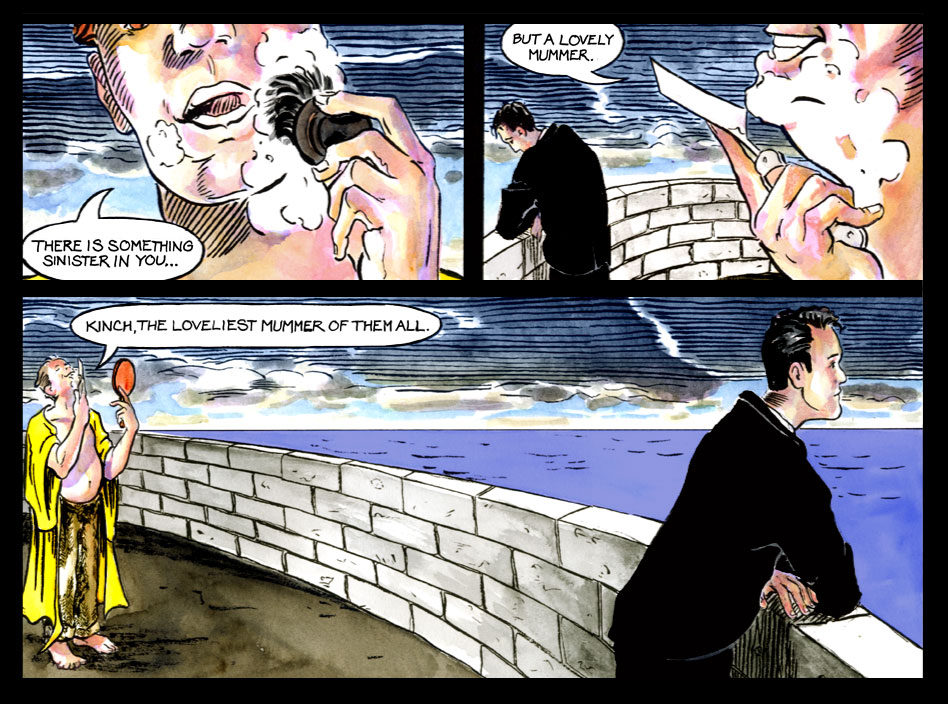 THERE IS SOMETHING
SINISTER IN YOU...
BUT A LOVELY
MUMMER.
KINCH, THE LOVELIEST MUMMER OF THEM ALL.